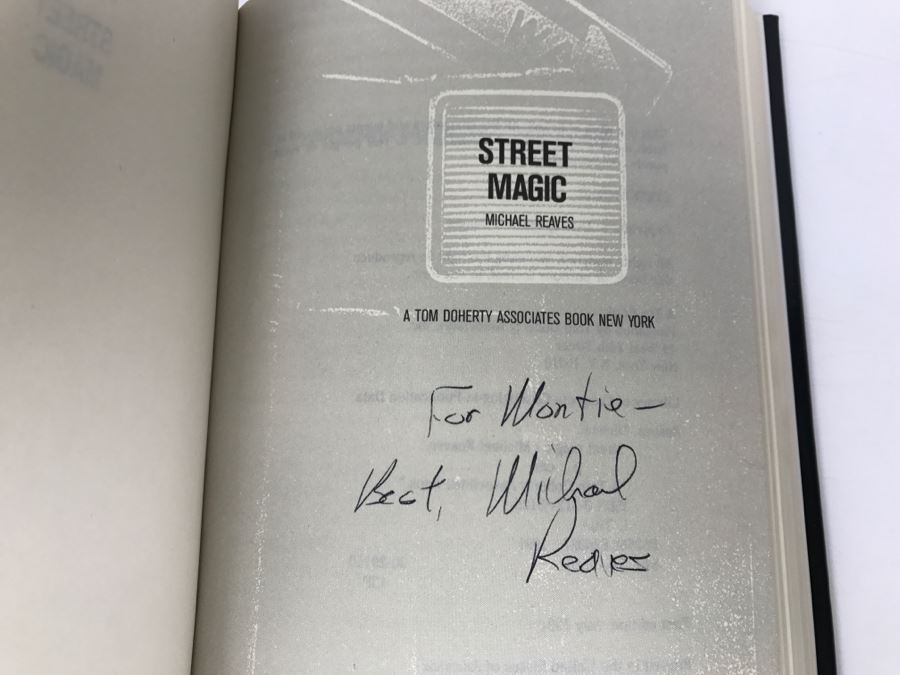 STREET
MAGIC
MICHAEL REAVES
A TOM DOHERTY ASSOCIATES BOOK NEW YORK
For Montie—
Best, Michael
Reaves